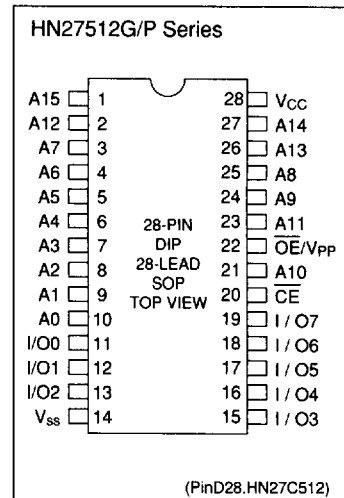 HN27512G/P Series
A15 1 28 VCC
A12 2 27 A14
A7 3 26 A13
A6 4 25 A8
A5 5 24 A9
A4 6 23 A11
A3 7 22 OE/VPP
A2 8 21 A10
A1 9 20 CE
A0 10 19 I/O7
I/O0 11 18 I/O6
I/O1 12 17 I/O5
I/O2 13 16 I/O4
Vss 14 15 I/O3
28-PIN
DIP
28-LEAD
SOP
TOP VIEW
(PinD28.HN27C512)